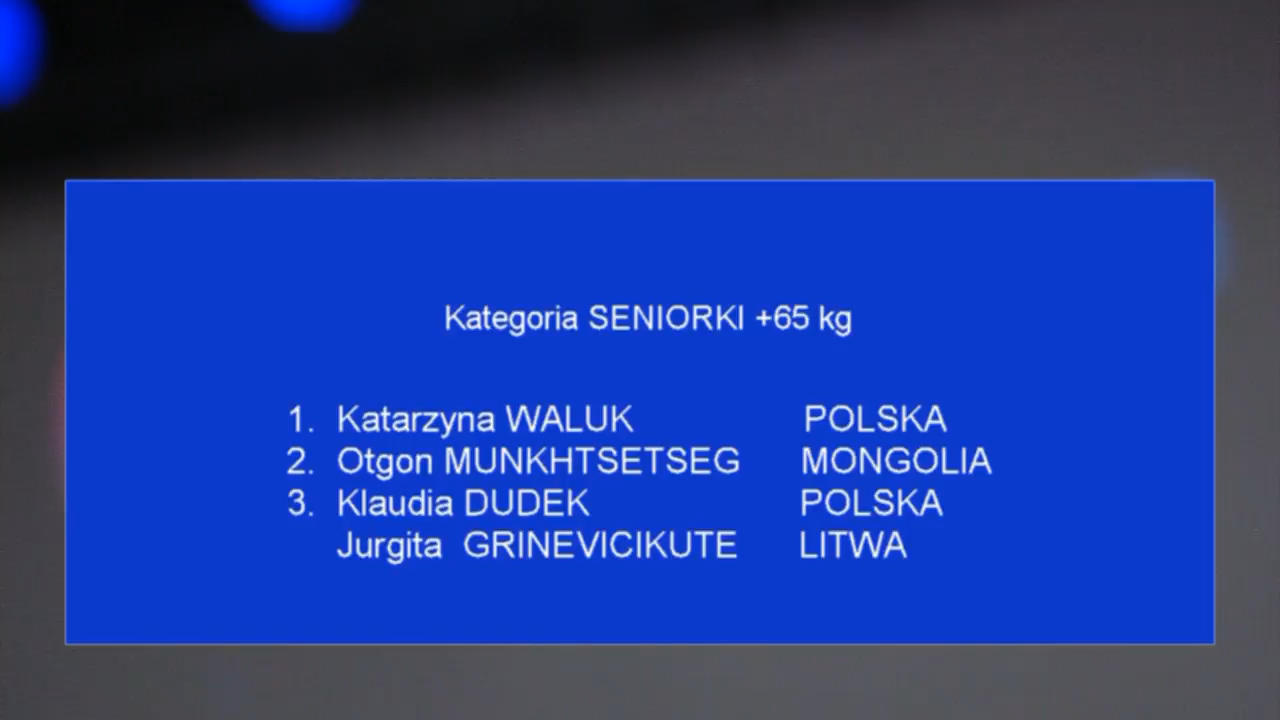 Kategoria SENIORKI +65 kg
1. Katarzyna WALUK POLSKA
2. Otgon MUNKHTSETSEG MONGOLIA
3. Klaudia DUDEK POLSKA
Jurgita GRINEVICIKUTE LITWA